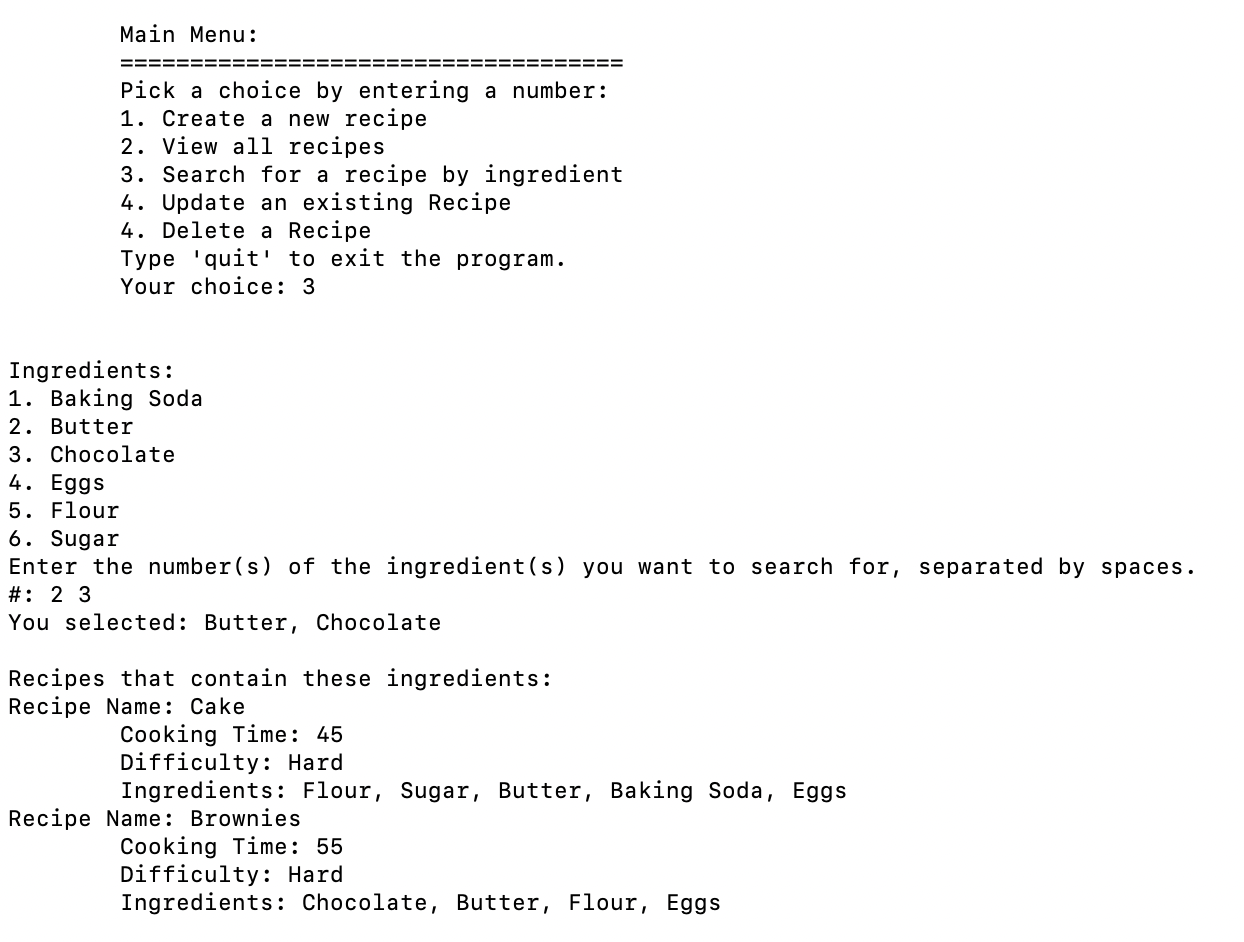 Main Menu:
====================================
Pick a choice by entering a number:
1. Create a new recipe
2. View all recipes
3. Search for a recipe by ingredient
4. Update an existing Recipe
4. Delete a Recipe
Type 'quit' to exit the program.
Your choice: 3
Ingredients:
1. Baking Soda
2. Butter
3. Chocolate
4. Eggs
5. Flour
6. Sugar
Enter the number(s) of the ingredient(s) you want to search for, separated by spaces.
#: 2 3
You selected: Butter, Chocolate
Recipes that contain these ingredients:
Recipe Name: Cake
Cooking Time: 45
Difficulty: Hard
Ingredients: Flour, Sugar, Butter, Baking Soda, Eggs
Recipe Name: Brownies
Cooking Time: 55
Difficulty: Hard
Ingredients: Chocolate, Butter, Flour, Eggs